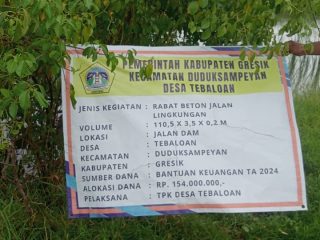 PEMERINTAH KABUPATEN GRESIK
KECAMATAN DUDUKSAMPEYAN
DESA TEBALOAN
JENIS KEGIATAN : RABAT BETON JALAN
LINGKUNGAN
VOLUME : 110,5 X 3,5 X 0,2 M
LOKASI : JALAN DAM
DESA : TEBALOAN
KECAMATAN : DUDUKSAMPEYAN
KABUPATEN : GRESIK
SUMBER DANA : BANTUAN KEUANGAN TA 2024
ALOKASI DANA : RP. 154.000.000,-
PELAKSANA : TPK DESA TEBALOAN